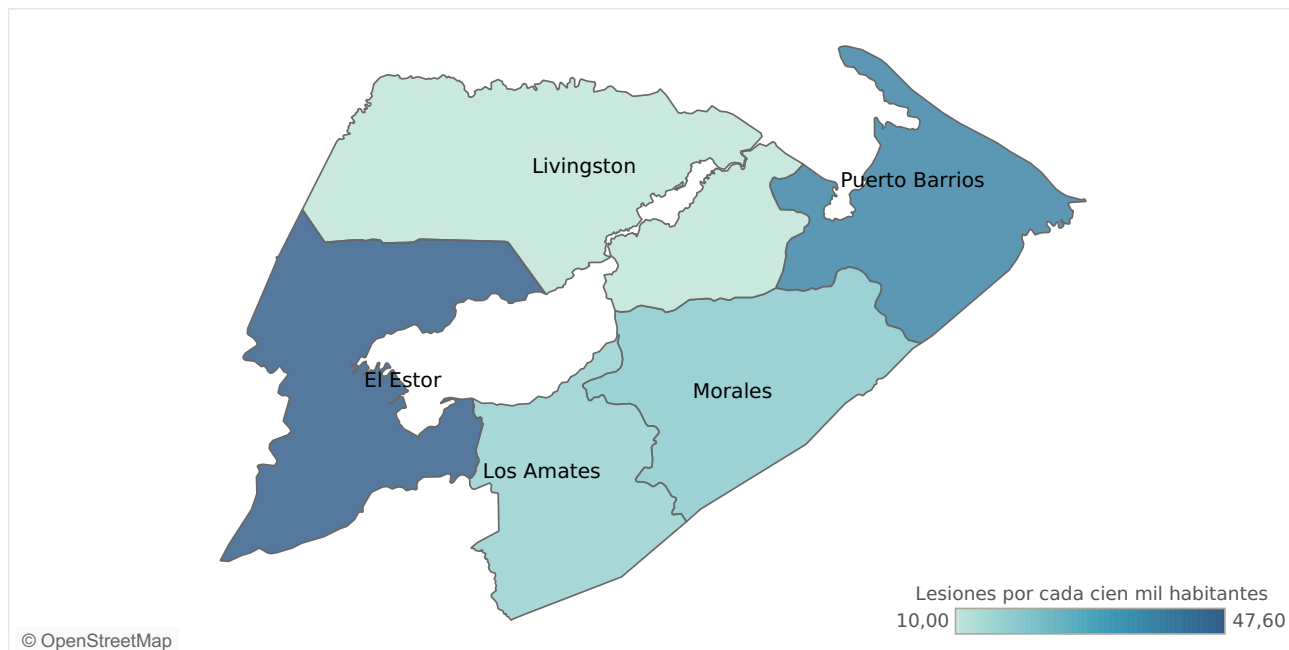 Livingston
Puerto Barrios
El Estor
Morales
Los Amates
Lesiones por cada cien mil habitantes
10,00 47,60
© OpenStreetMap